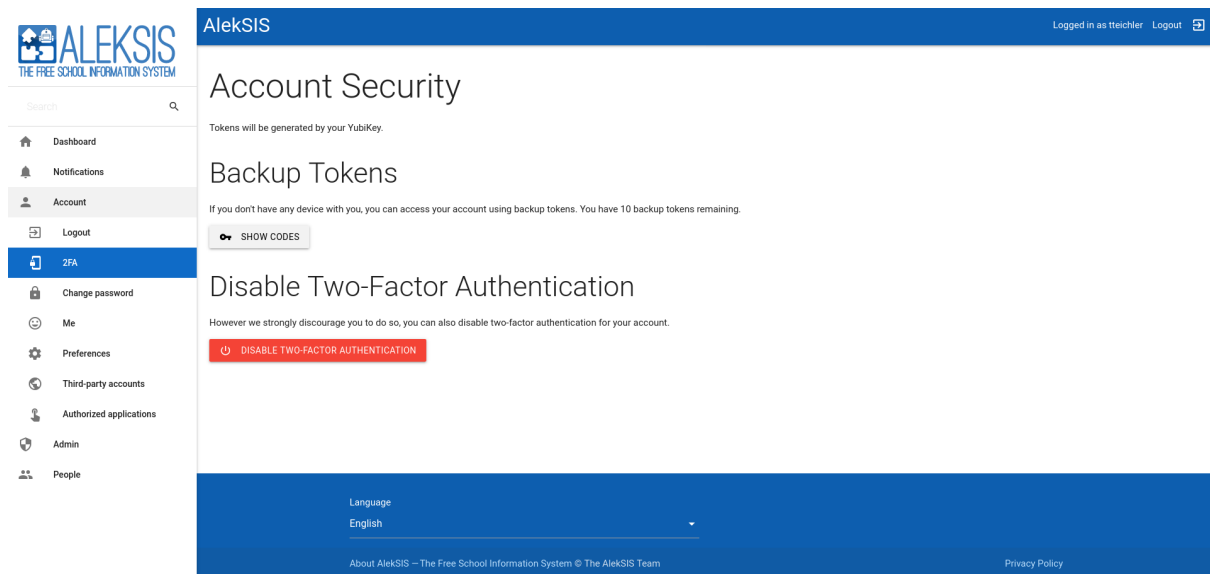 ALEKSIS
THE FREE SCHOOL INFORMATION SYSTEM
Search
Dashboard
Notifications
Account
Logout
2FA
Change password
Me
Preferences
Third-party accounts
Authorized applications
Admin
People
AlekSIS
Logged in as tteichler Logout
Account Security
Tokens will be generated by your YubiKey.
Backup Tokens
If you don't have any device with you, you can access your account using backup tokens. You have 10 backup tokens remaining.
SHOW CODES
Disable Two-Factor Authentication
However we strongly discourage you to do so, you can also disable two-factor authentication for your account.
DISABLE TWO-FACTOR AUTHENTICATION
Language
English
About AlekSIS — The Free School Information System © The AlekSIS Team
Privacy Policy